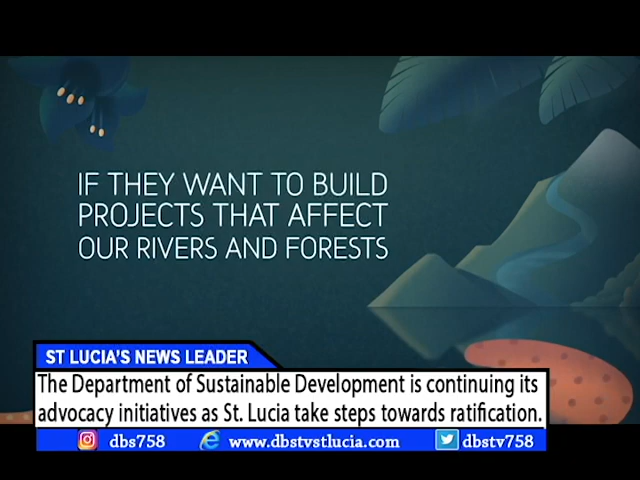 IF THEY WANT TO BUILD
PROJECTS THAT AFFECT
OUR RIVERS AND FORESTS
ST LUCIA'S NEWS LEADER
The Department of Sustainable Development is continuing its
advocacy initiatives as St. Lucia take steps towards ratification.
dbs758 www.dbstvstlucia.com dbstv758